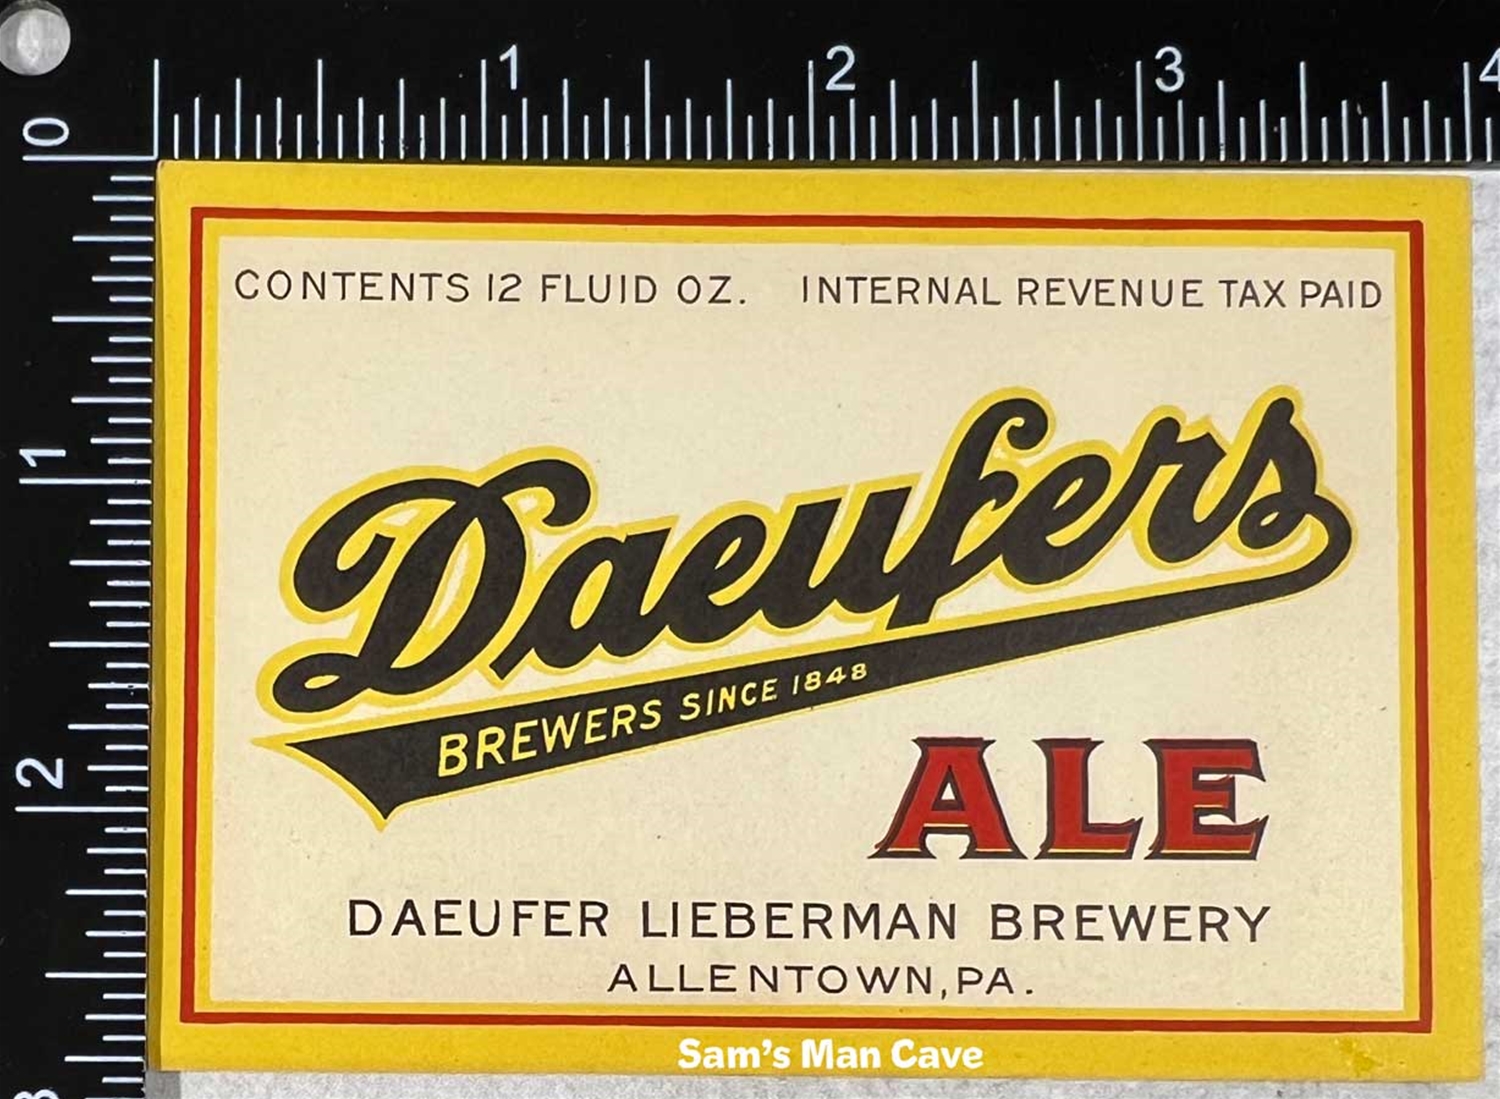 1 2 3 4
0
1
2
3
CONTENTS 12 FLUID OZ. INTERNAL REVENUE TAX PAID
Daeufers
BREWERS SINCE 1848
ALE
DAEUFER LIEBERMAN BREWERY
ALLENTOWN, PA.
Sam's Man Cave